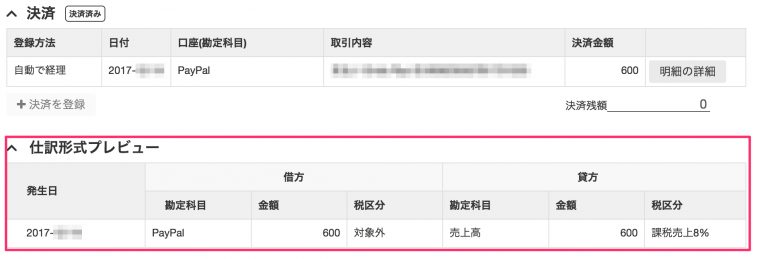 決済 決済済み
登録方法 日付 口座(勘定科目) 取引内容 決済金額
自動で経理 2017- PayPal 600 明細の詳細
+決済を登録 決済残額 0
仕訳形式プレビュー
発生日 借方 貸方
勘定科目 金額 税区分 勘定科目 金額 税区分
2017- PayPal 600 対象外 売上高 600 課税売上8%